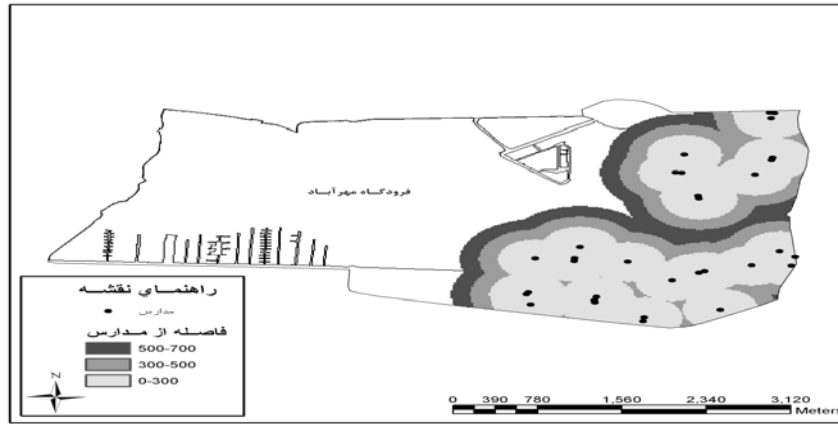 فرودگاه مهرآباد
راهنمای نقشه
مدارس
فاصله از مدارس
500-700
300-500
0-300
N
0 390 780 1,560 2,340 3,120
Meters